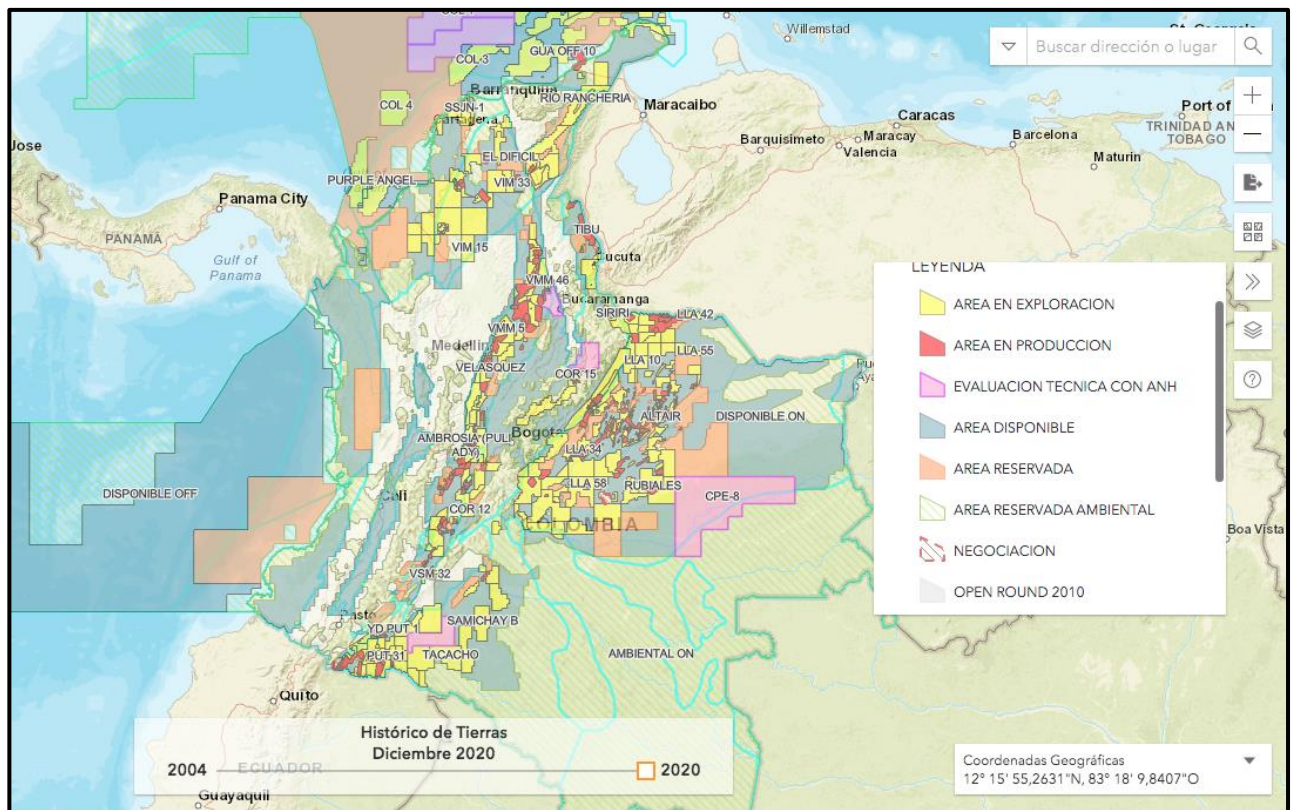 Willemstad
Buscar dirección o lugar
COL-3
GUA OFF 10
Barranquilla
RIO RANCHERIA
COL 4
SSJN-1
Maracaibo
Caracas
Port of
TRINIDAD AN
TOBAGO
Jose
Barquisimeto
Maracay
Valencia
Barcelona
Maturín
EL DIFICIL
PURPLE ANGEL
VIM 33
Panama City
PANAMÁ
Gulf of
Panama
VIM 15
TIBU
Cucuta
VMM 46
Bucaramanga
SIRIRI
LLA 42
VMM 5
Medellín
LLA 10
LLA 55
VELASQUEZ
COR 15
ALTAIR
DISPONIBLE ON
AMBROSIA (PULI
ADY)
Bogota
LLA 34
DISPONIBLE OFF
LLA 58
RUBIALES
CPE-8
Cali
COR 12
COLOMBIA
VSM 32
Pasto
YD PUT 1
SAMICHAY B
PUT-31
TACACHO
AMBIENTAL ON
Quito
ECUADOR
Guayaquil
Boa Vista
LEYENDA
AREA EN EXPLORACION
AREA EN PRODUCCION
EVALUACION TECNICA CON ANH
AREA DISPONIBLE
AREA RESERVADA
AREA RESERVADA AMBIENTAL
NEGOCIACION
OPEN ROUND 2010
Histórico de Tierras
Diciembre 2020
2004
2020
Coordenadas Geográficas
12° 15' 55,2631"N, 83° 18' 9,8407"O